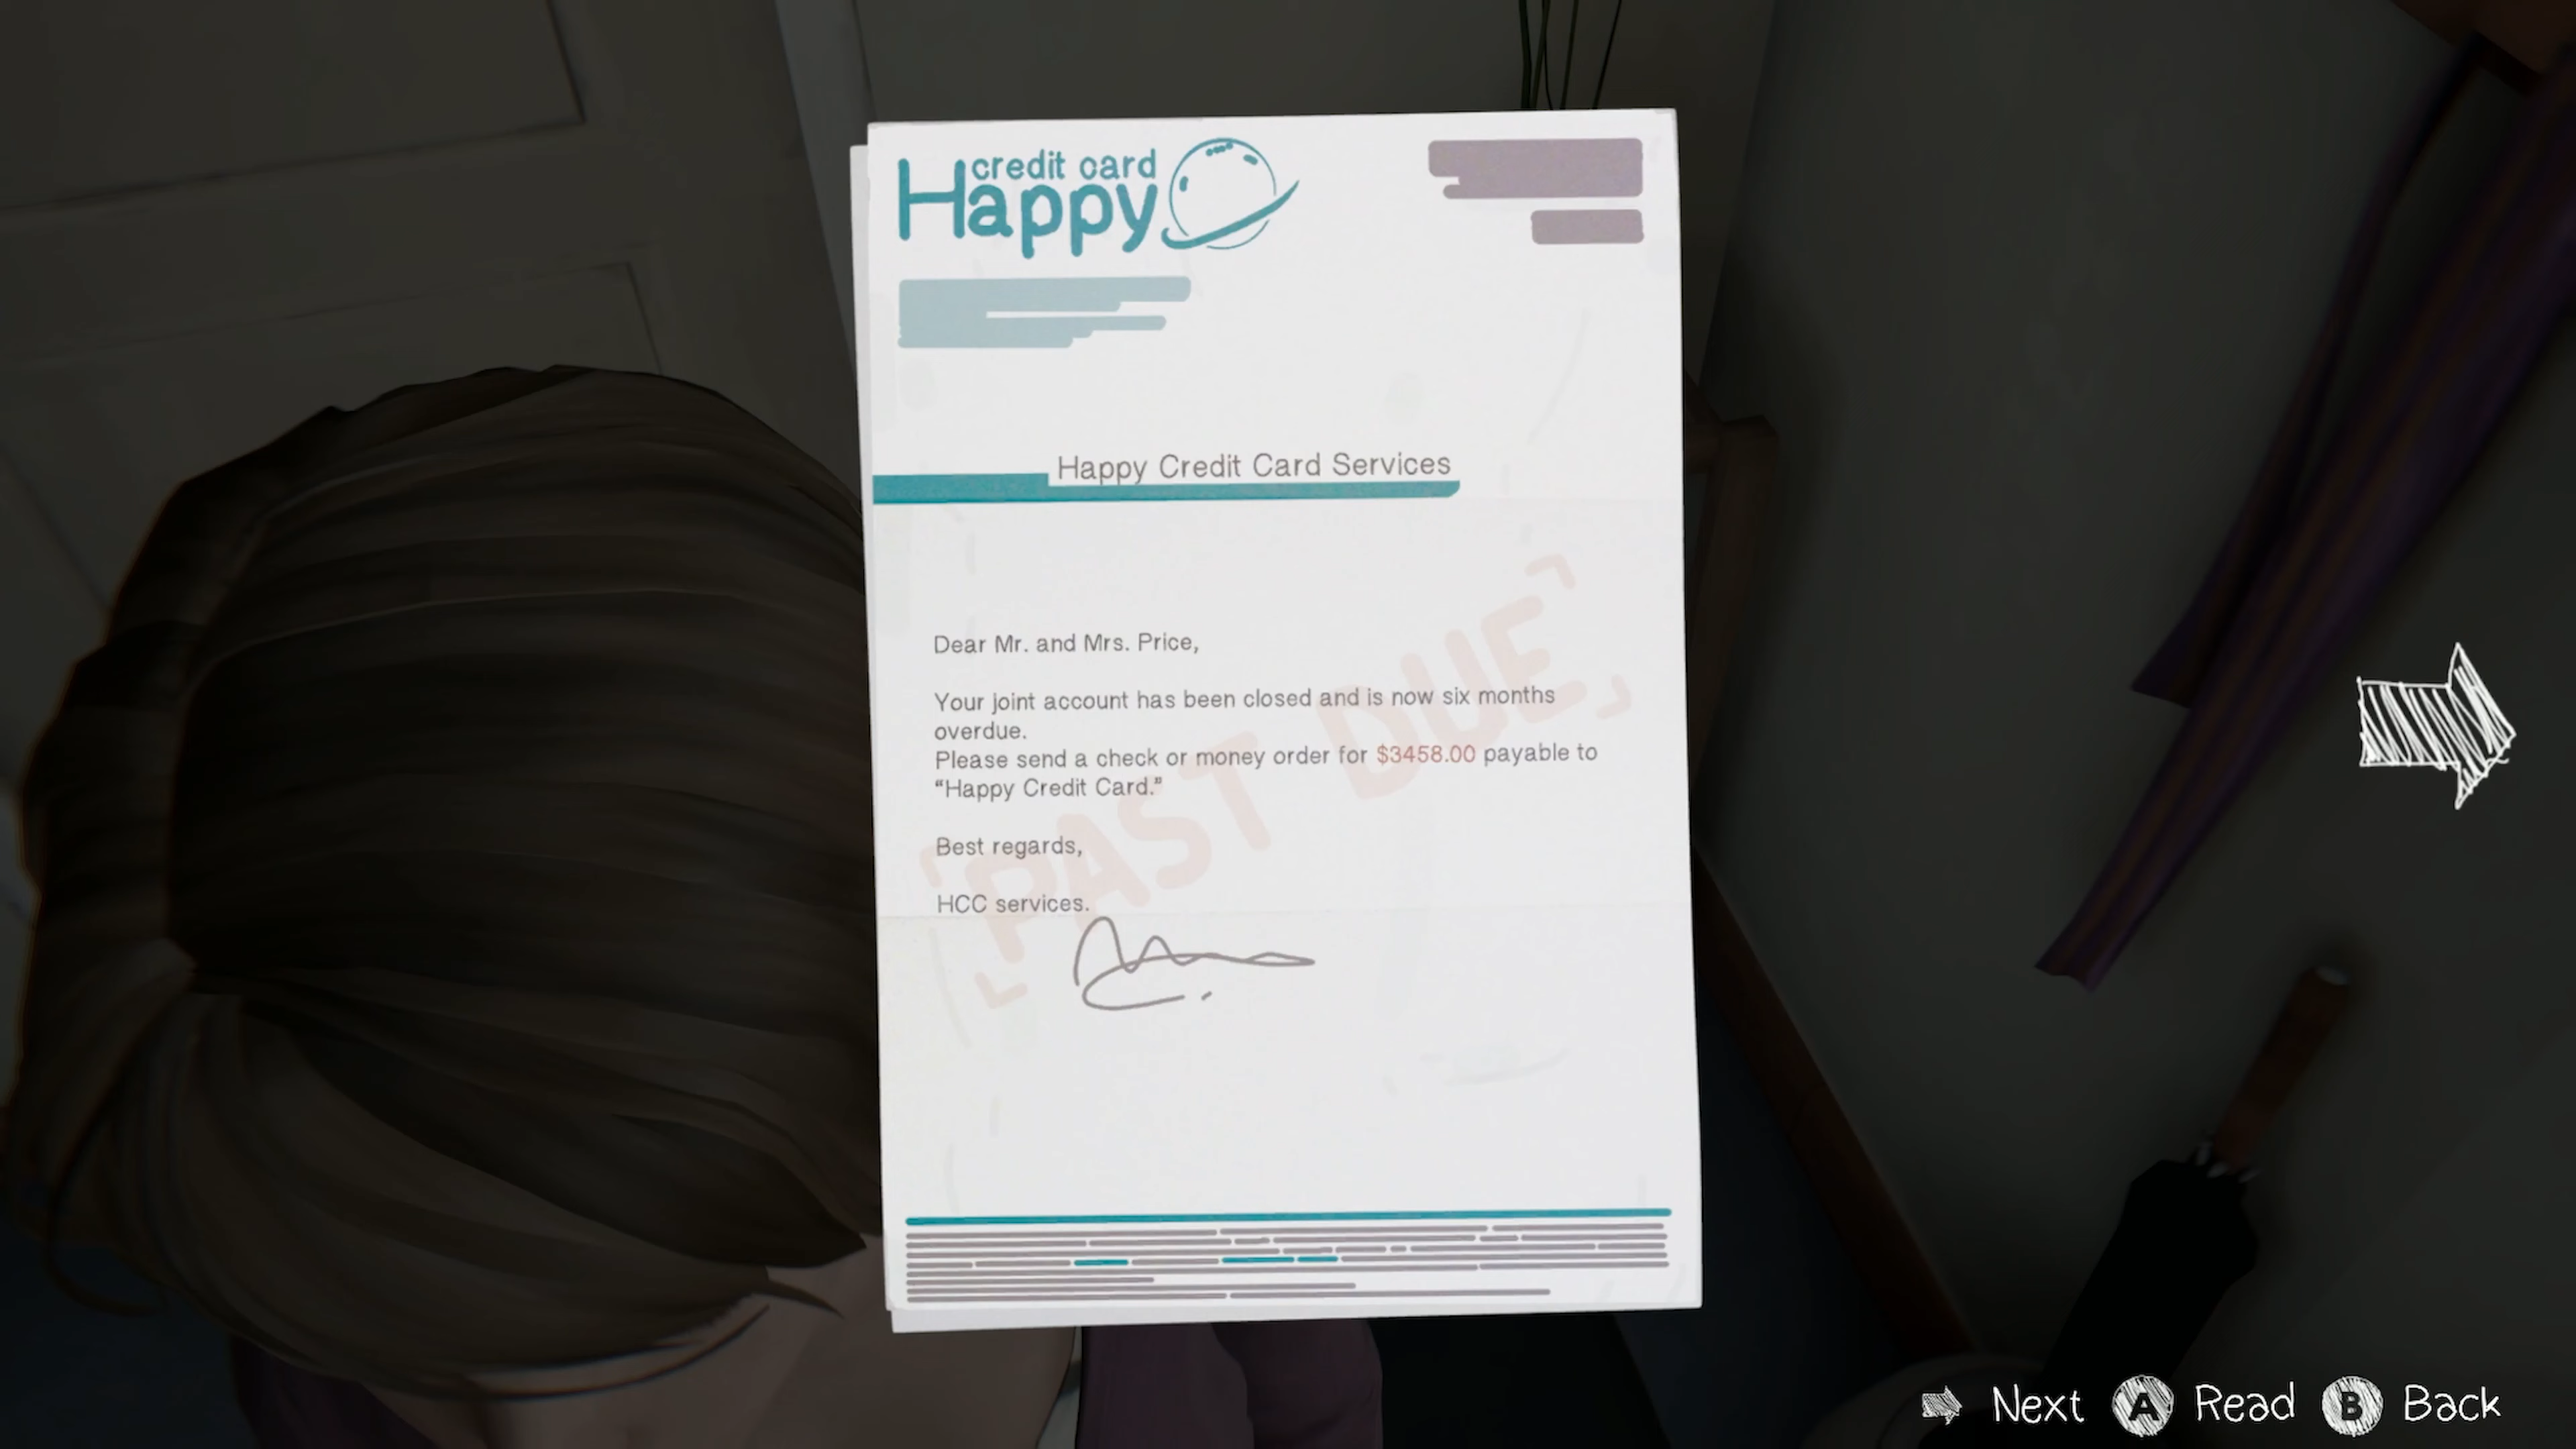 credit card
Happy
Happy Credit Card Services
Dear Mr. and Mrs. Price,
Your joint account has been closed and is now six months
overdue.
Please send a check or money order for $3458.00 payable to
“Happy Credit Card.”
PAST DUE
Best regards,
HCC services.
Next A Read B Back